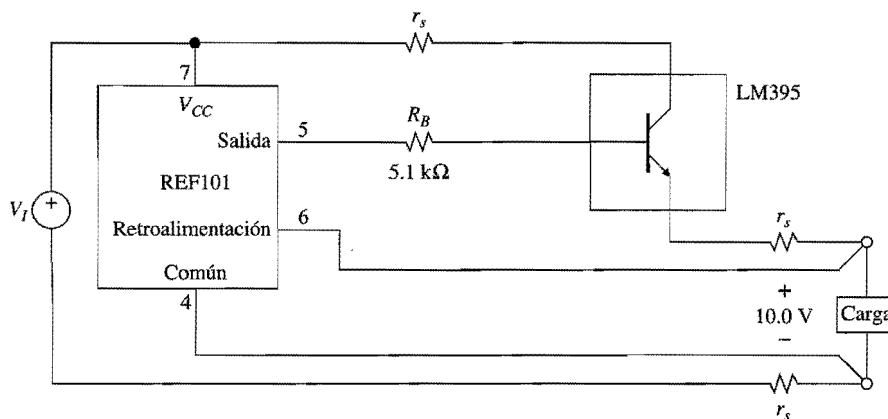 r_s
7
V_CC
LM395
Salida
5
R_B
5.1 kΩ
REF101
V_I
+
Retroalimentación
6
r_s
Común
4
+
10.0 V
−
Carga
r_s